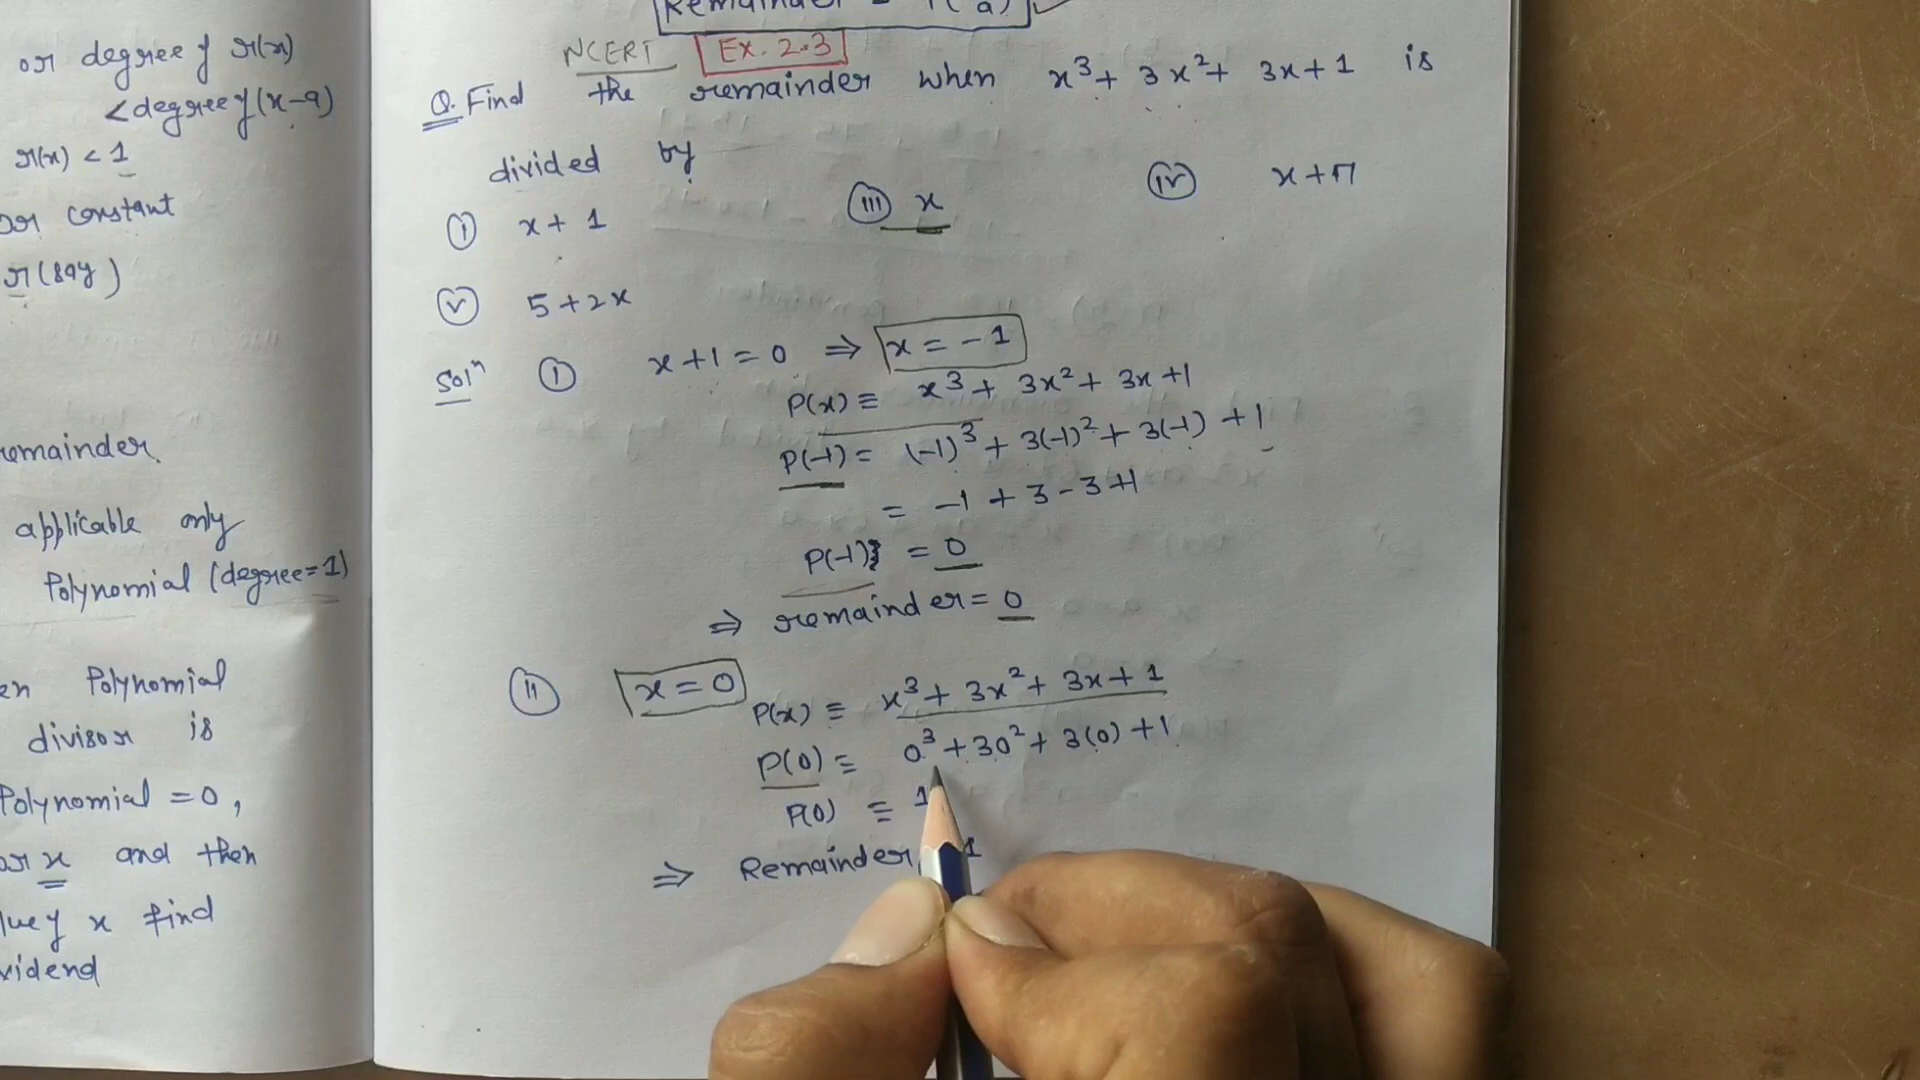 or degree of r(x)
< degree of (x-a)
r(x) < 1
or constant
r (say)
remainder.
applicable only
Polynomial (degree=1)
Polynomial
divisor is
Polynomial = 0,
or x and then
of x find
Remainder = P(a)
NCERT Ex. 2.3
Q. Find the remainder when x³ + 3x² + 3x + 1 is
divided by
(i) x + 1 (iii) x (iv) x + π
(v) 5 + 2x
Solⁿ (i) x + 1 = 0 ⇒ x = -1
P(x) ≡ x³ + 3x² + 3x + 1
P(-1) = (-1)³ + 3(-1)² + 3(-1) + 1
= -1 + 3 - 3 + 1
P(-1) = 0
⇒ remainder = 0
(ii) x = 0
P(x) ≡ x³ + 3x² + 3x + 1
P(0) ≡ 0³ + 30² + 3(0) + 1
P(0) ≡ 1
⇒ Remainder 1